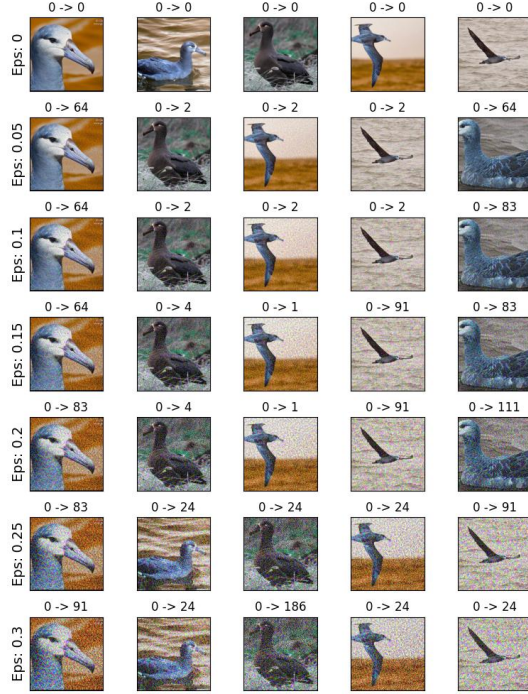 0 -> 0 0 -> 0 0 -> 0 0 -> 0 0 -> 0
Eps: 0
0 -> 64 0 -> 2 0 -> 2 0 -> 2 0 -> 64
Eps: 0.05
0 -> 64 0 -> 2 0 -> 2 0 -> 2 0 -> 83
Eps: 0.1
0 -> 64 0 -> 4 0 -> 1 0 -> 91 0 -> 83
Eps: 0.15
0 -> 83 0 -> 4 0 -> 1 0 -> 91 0 -> 111
Eps: 0.2
0 -> 83 0 -> 24 0 -> 24 0 -> 24 0 -> 91
Eps: 0.25
0 -> 91 0 -> 24 0 -> 186 0 -> 24 0 -> 24
Eps: 0.3